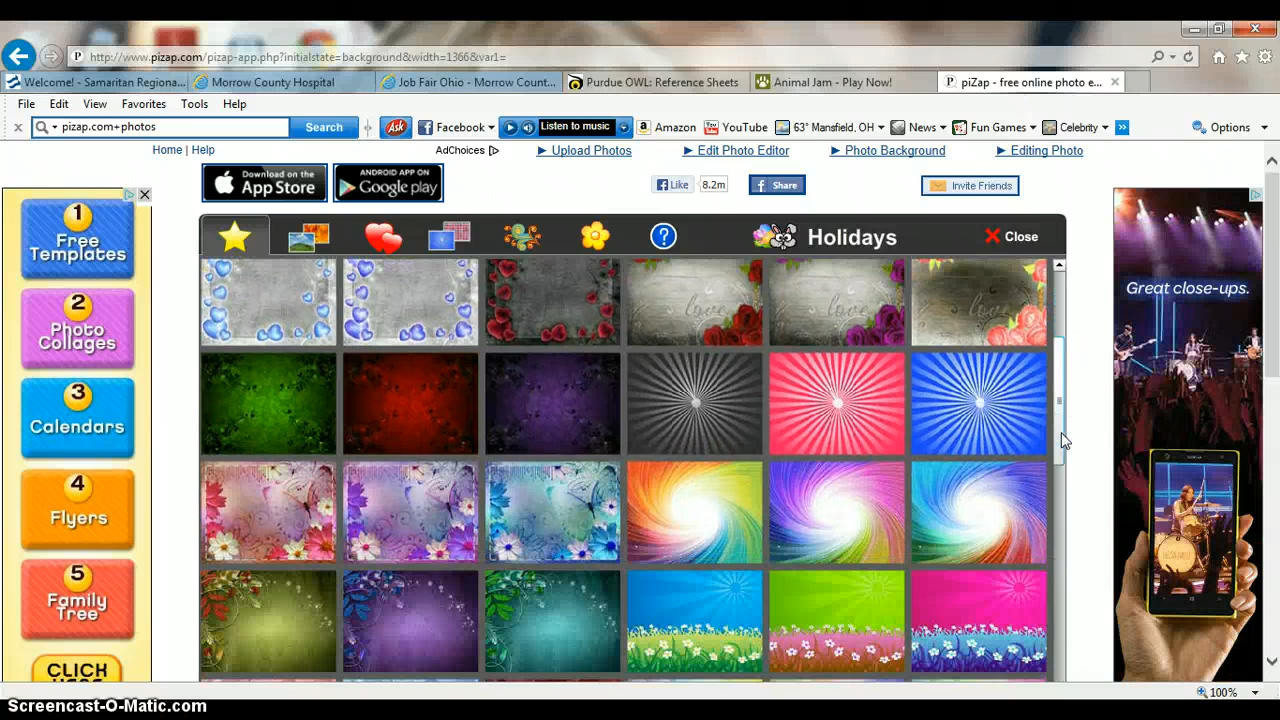 http://www.pizap.com/pizap-app.php?initialstate=background&width=1366&var1=
Welcome! - Samaritan Regional...
Morrow County Hospital
Job Fair Ohio - Morrow Count...
Purdue OWL: Reference Sheets
Animal Jam - Play Now!
piZap - free online photo e...
File Edit View Favorites Tools Help
pizap.com+photos
Search
Ask
Facebook
Listen to music
Amazon
YouTube
63° Mansfield, OH
News
Fun Games
Celebrity
Options
Home | Help
AdChoices
► Upload Photos
► Edit Photo Editor
► Photo Background
► Editing Photo
Download on the
App Store
ANDROID APP ON
Google play
Like
8.2m
Share
Invite Friends
Holidays
Close
1
Free
Templates
2
Photo
Collages
3
Calendars
4
Flyers
5
Family
Tree
CLICK
love
love
love
Great close-ups.
100%
Screencast-O-Matic.com